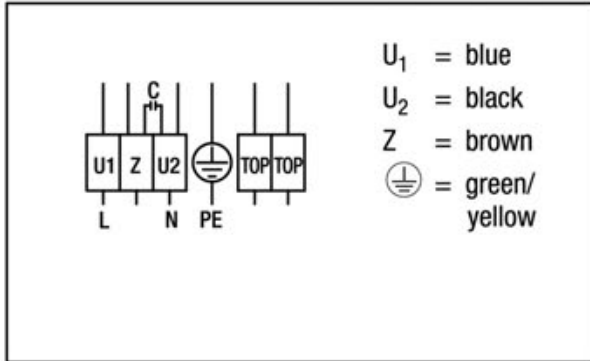 C
U1 Z U2 TOP TOP
L N PE
U₁ = blue
U₂ = black
Z = brown
⏚ = green/
yellow